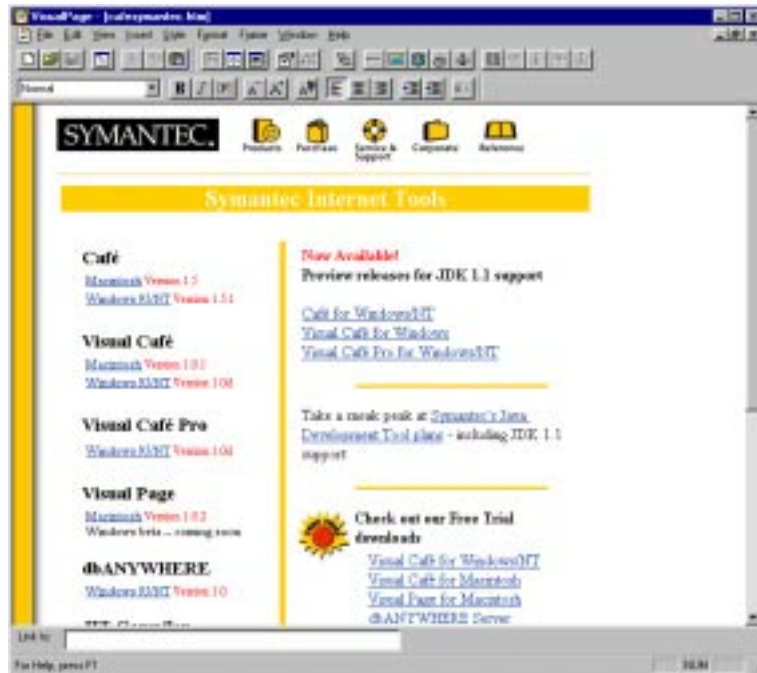 VisualPage - [cafesymantec.htm]
File Edit View Insert Style Format Frame Window Help
Normal
B I
SYMANTEC.
Products Purchase Service & Support Corporate Reference
Symantec Internet Tools
Café
Macintosh Version 1.5
Windows 95/NT Version 1.51
Visual Café
Macintosh Version 1.0.1
Windows 95/NT Version 1.0d
Visual Café Pro
Windows 95/NT Version 1.0d
Visual Page
Macintosh Version 1.0.2
Windows beta ... coming soon
dbANYWHERE
Windows 95/NT Version 1.0
Now Available!
Preview releases for JDK 1.1 support
Café for Windows/NT
Visual Café for Windows
Visual Café Pro for Windows/NT
Take a sneak peak at Symantec's Java
Development Tool plans - including JDK 1.1
support
Check out our Free Trial
downloads
Visual Café for Windows/NT
Visual Café for Macintosh
Visual Page for Macintosh
dbANYWHERE Server
Link to:
For Help, press F1
NUM